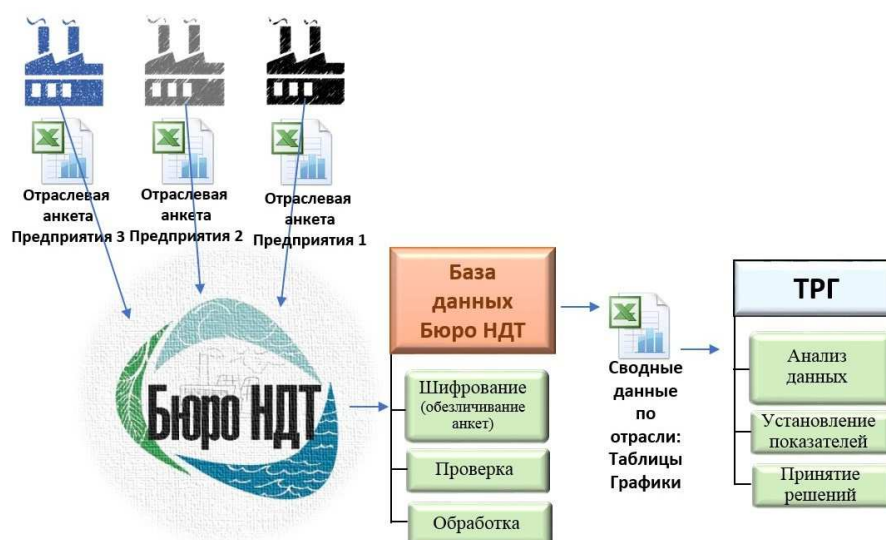 Отраслевая
анкета
Предприятия 3
Отраслевая
анкета
Предприятия 2
Отраслевая
анкета
Предприятия 1
Бюро НДТ
База
данных
Бюро НДТ
Шифрование
(обезличивание
анкет)
Проверка
Обработка
Сводные
данные
по
отрасли:
Таблицы
Графики
ТРГ
Анализ
данных
Установление
показателей
Принятие
решений